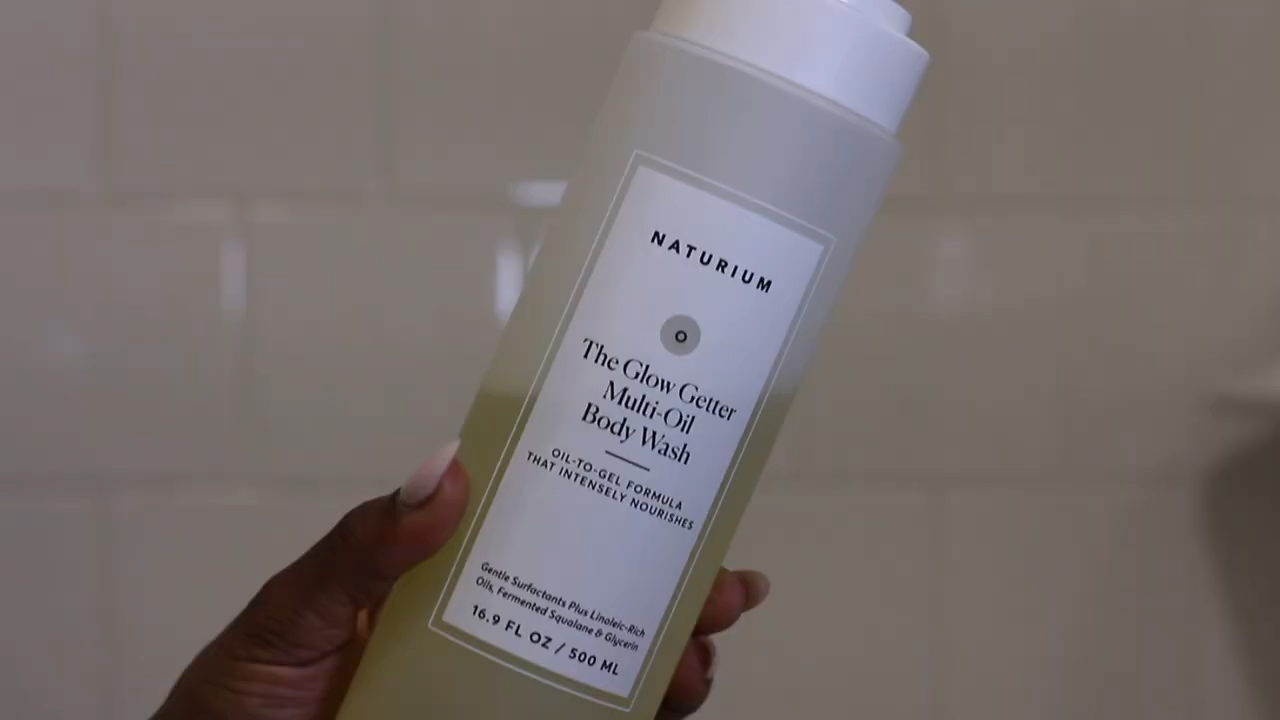 NATURIUM
O
The Glow Getter
Multi-Oil
Body Wash
OIL-TO-GEL FORMULA
THAT INTENSELY NOURISHES
Gentle Surfactants Plus Linoleic-Rich
Oils, Fermented Squalane & Glycerin
16.9 FL OZ / 500 ML